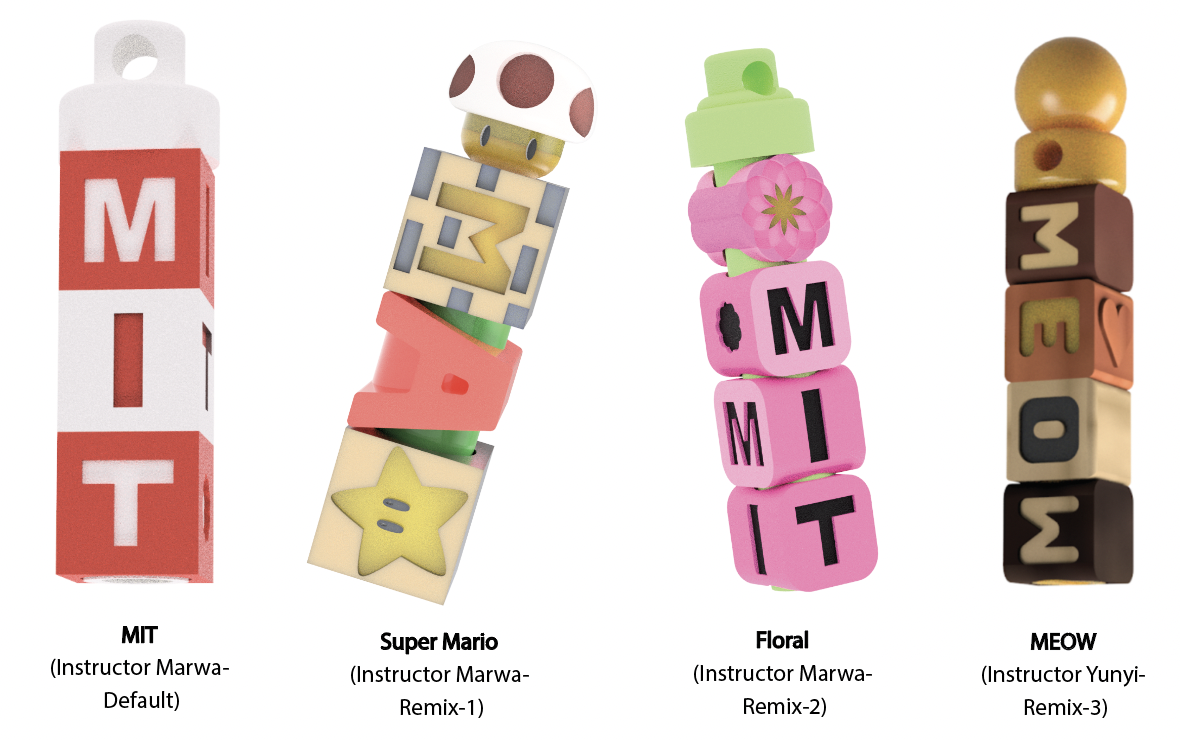 M
I
T
T
M
A
M
M
I
I
T
M
E
O
W
MIT
(Instructor Marwa-
Default)
Super Mario
(Instructor Marwa-
Remix-1)
Floral
(Instructor Marwa-
Remix-2)
MEOW
(Instructor Yunyi-
Remix-3)